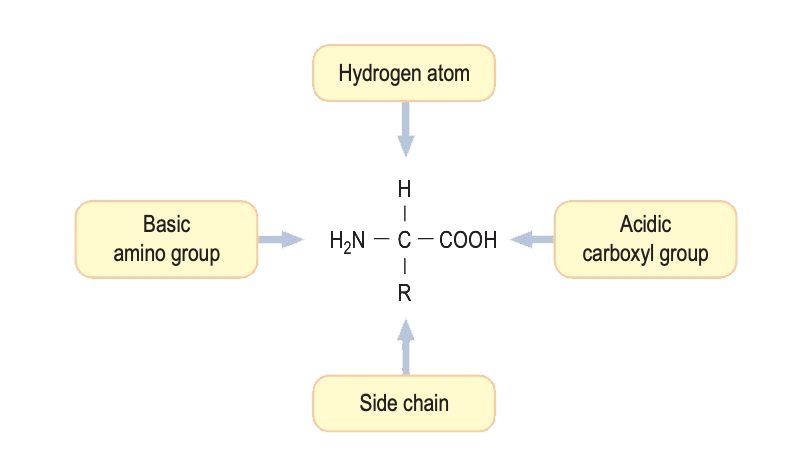 Hydrogen atom
H
Basic
amino group
H₂N – C – COOH
Acidic
carboxyl group
R
Side chain